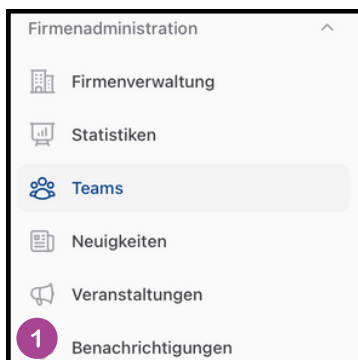 Firmenadministration
Firmenverwaltung
Statistiken
Teams
Neuigkeiten
Veranstaltungen
1
Benachrichtigungen